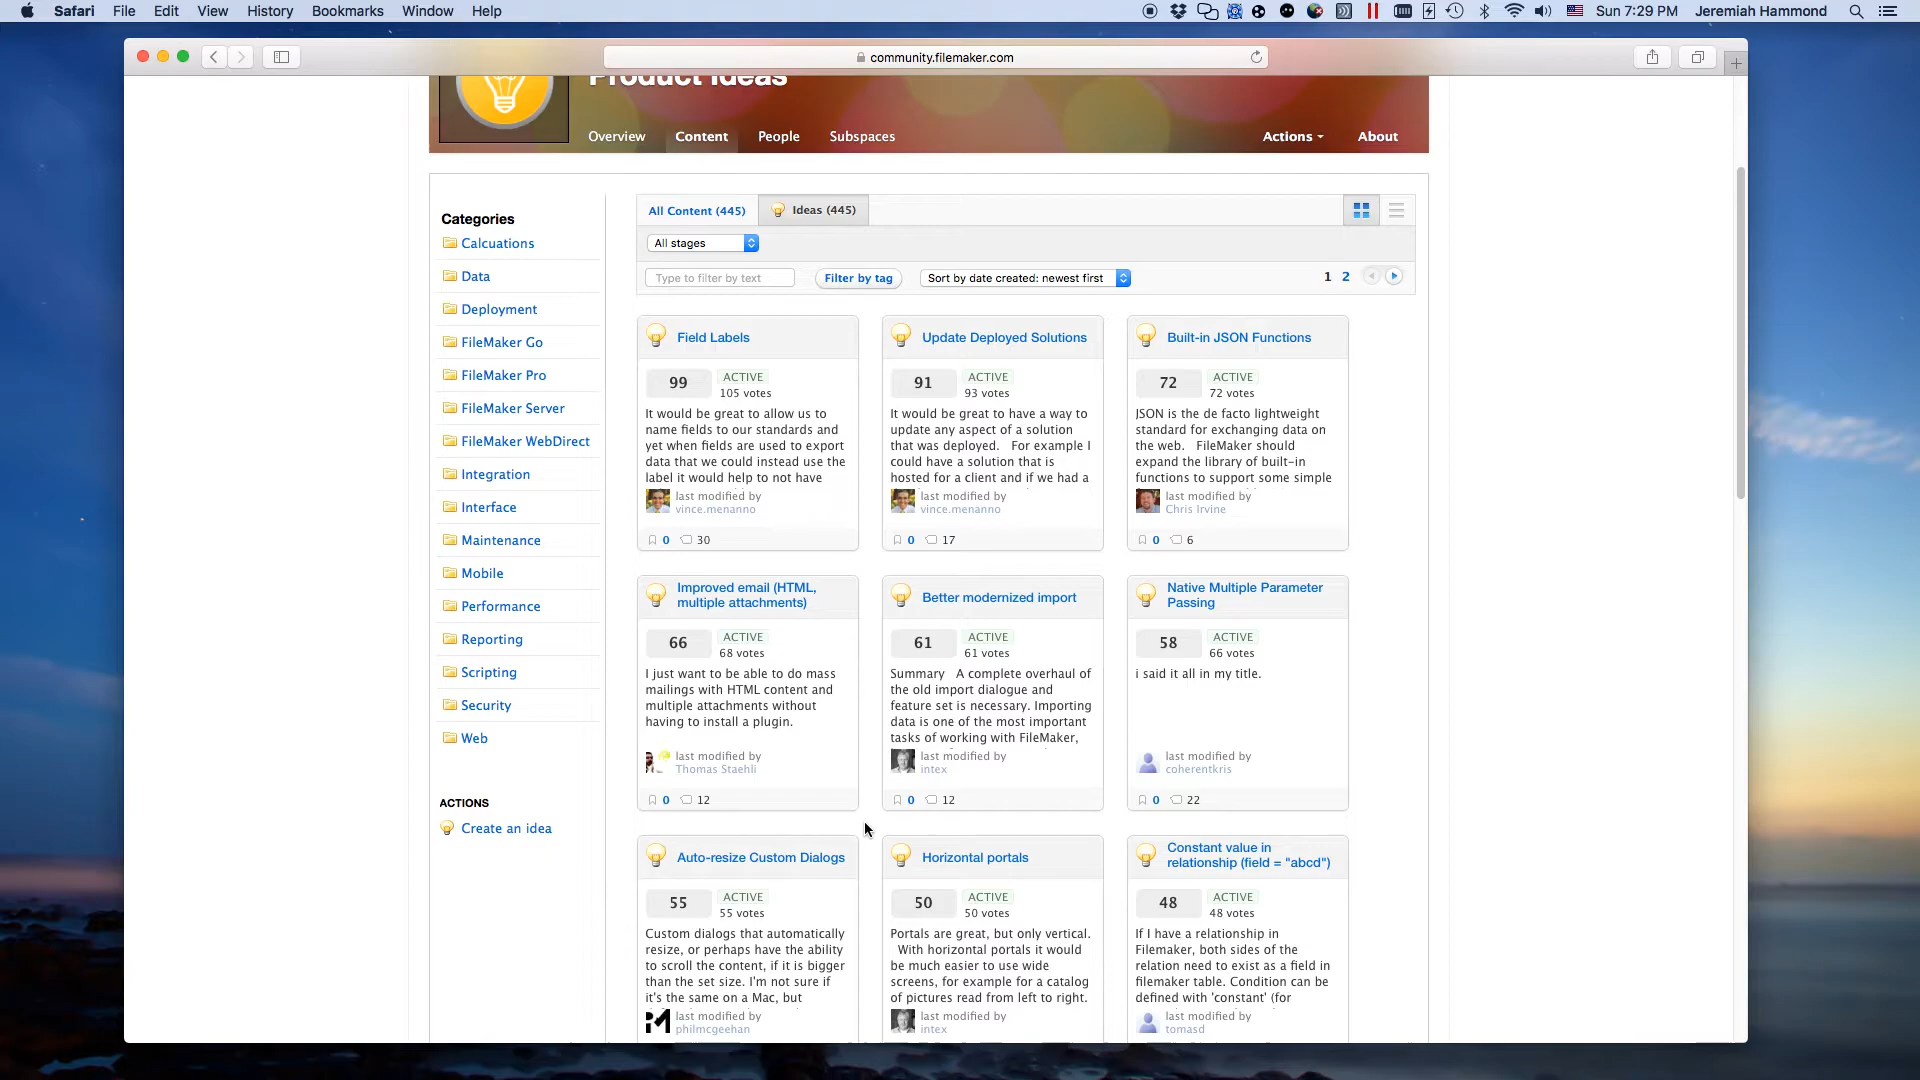 Safari File Edit View History Bookmarks Window Help
Sun 7:29 PM Jeremiah Hammond
community.filemaker.com
Product Ideas
Overview Content People Subspaces Actions About
Categories
Calcuations
Data
Deployment
FileMaker Go
FileMaker Pro
FileMaker Server
FileMaker WebDirect
Integration
Interface
Maintenance
Mobile
Performance
Reporting
Scripting
Security
Web
ACTIONS
Create an idea
All Content (445) Ideas (445)
All stages
Type to filter by text Filter by tag Sort by date created: newest first 1 2
Field Labels
99 ACTIVE
105 votes
It would be great to allow us to
name fields to our standards and
yet when fields are used to export
data that we could instead use the
label it would help to not have
last modified by
vince.menanno
0 30
Update Deployed Solutions
91 ACTIVE
93 votes
It would be great to have a way to
update any aspect of a solution
that was deployed. For example I
could have a solution that is
hosted for a client and if we had a
last modified by
vince.menanno
0 17
Built-in JSON Functions
72 ACTIVE
72 votes
JSON is the de facto lightweight
standard for exchanging data on
the web. FileMaker should
expand the library of built-in
functions to support some simple
last modified by
Chris Irvine
0 6
Improved email (HTML,
multiple attachments)
66 ACTIVE
68 votes
I just want to be able to do mass
mailings with HTML content and
multiple attachments without
having to install a plugin.
last modified by
Thomas Staehli
0 12
Better modernized import
61 ACTIVE
61 votes
Summary A complete overhaul of
the old import dialogue and
feature set is necessary. Importing
data is one of the most important
tasks of working with FileMaker,
last modified by
intex
0 12
Native Multiple Parameter
Passing
58 ACTIVE
66 votes
i said it all in my title.
last modified by
coherentkris
0 22
Auto-resize Custom Dialogs
55 ACTIVE
55 votes
Custom dialogs that automatically
resize, or perhaps have the ability
to scroll the content, if it is bigger
than the set size. I'm not sure if
it's the same on a Mac, but
last modified by
philmcgeehan
Horizontal portals
50 ACTIVE
50 votes
Portals are great, but only vertical.
With horizontal portals it would
be much easier to use wide
screens, for example for a catalog
of pictures read from left to right.
last modified by
intex
Constant value in
relationship (field = "abcd")
48 ACTIVE
48 votes
If I have a relationship in
Filemaker, both sides of the
relation need to exist as a field in
filemaker table. Condition can be
defined with 'constant' (for
last modified by
tomasd